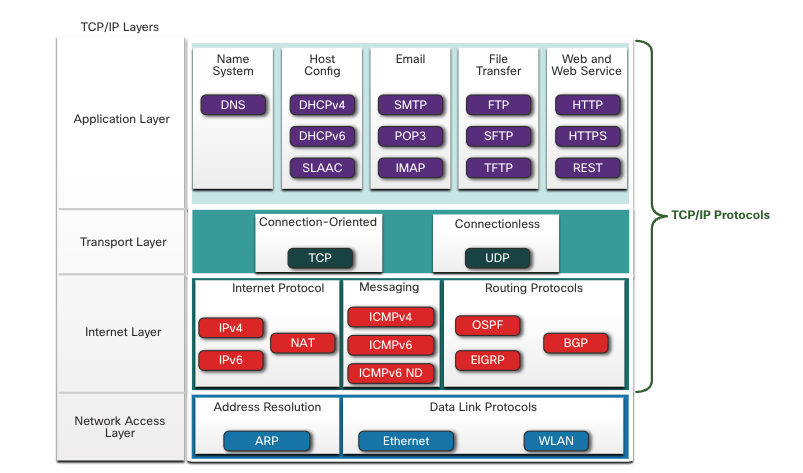 TCP/IP Layers
Application Layer
Name
System
DNS
Host
Config
DHCPv4
DHCPv6
SLAAC
Email
SMTP
POP3
IMAP
File
Transfer
FTP
SFTP
TFTP
Web and
Web Service
HTTP
HTTPS
REST
TCP/IP Protocols
Transport Layer
Connection-Oriented
TCP
Connectionless
UDP
Internet Layer
Internet Protocol
IPv4
IPv6
NAT
Messaging
ICMPv4
ICMPv6
ICMPv6 ND
Routing Protocols
OSPF
EIGRP
BGP
Network Access
Layer
Address Resolution
ARP
Data Link Protocols
Ethernet
WLAN